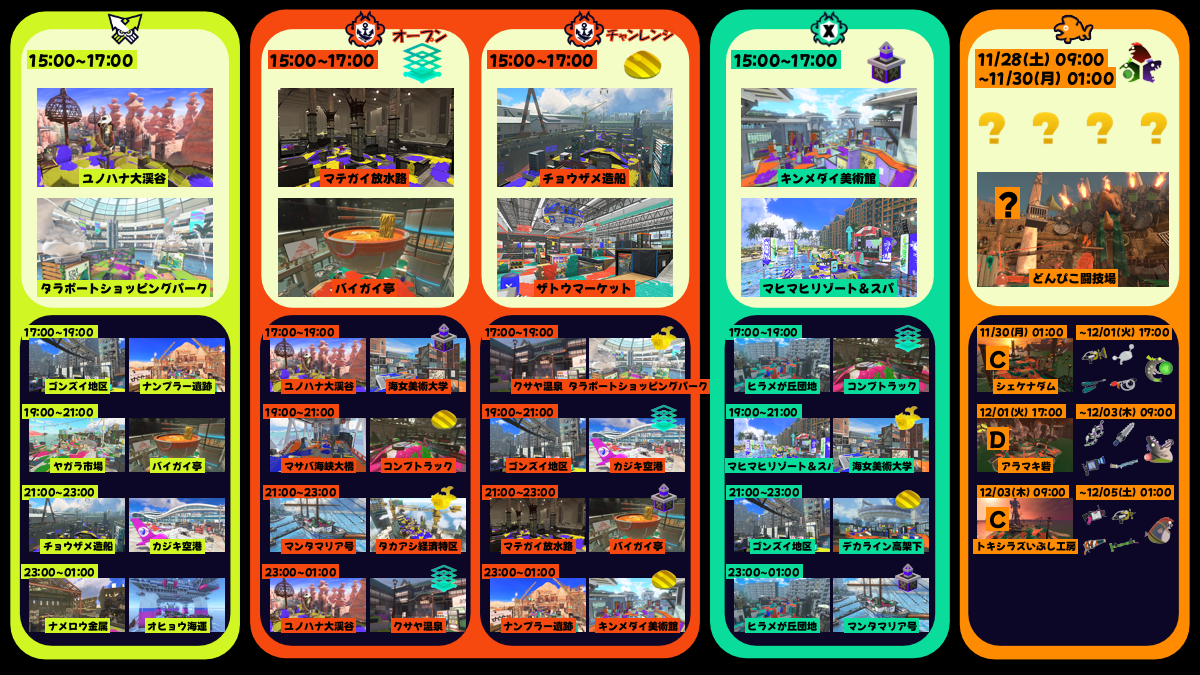 15:00~17:00
ユノハナ大渓谷
タラポートショッピングパーク
17:00~19:00
ゴンズイ地区
ナンプラー遺跡
19:00~21:00
ヤガラ市場
バイガイ亭
21:00~23:00
チョウザメ造船
カジキ空港
23:00~01:00
ナメロウ金属
オヒョウ海運
オープン
15:00~17:00
マテガイ放水路
バイガイ亭
17:00~19:00
ユノハナ大渓谷
海女美術大学
19:00~21:00
マサバ海峡大橋
コンブトラック
21:00~23:00
マンタマリア号
タカアシ経済特区
23:00~01:00
ユノハナ大渓谷
クサヤ温泉
チャンレンジ
15:00~17:00
チョウザメ造船
ザトウマーケット
17:00~19:00
クサヤ温泉
タラポートショッピングパーク
19:00~21:00
ゴンズイ地区
カジキ空港
21:00~23:00
マテガイ放水路
バイガイ亭
23:00~01:00
ナンプラー遺跡
キンメダイ美術館
X
15:00~17:00
キンメダイ美術館
マヒマヒリゾート&スパ
17:00~19:00
ヒラメが丘団地
コンブトラック
19:00~21:00
マヒマヒリゾート&スパ
海女美術大学
21:00~23:00
ゴンズイ地区
デカライン高架下
23:00~01:00
ヒラメが丘団地
マンタマリア号
11/28(土) 09:00
~11/30(月) 01:00
? ? ? ?
?
どんぴこ闘技場
11/30(月) 01:00
~12/01(火) 17:00
C
シェケナダム
12/01(火) 17:00
~12/03(木) 09:00
D
アラマキ砦
12/03(木) 09:00
~12/05(土) 01:00
C
トキシラズいぶし工房